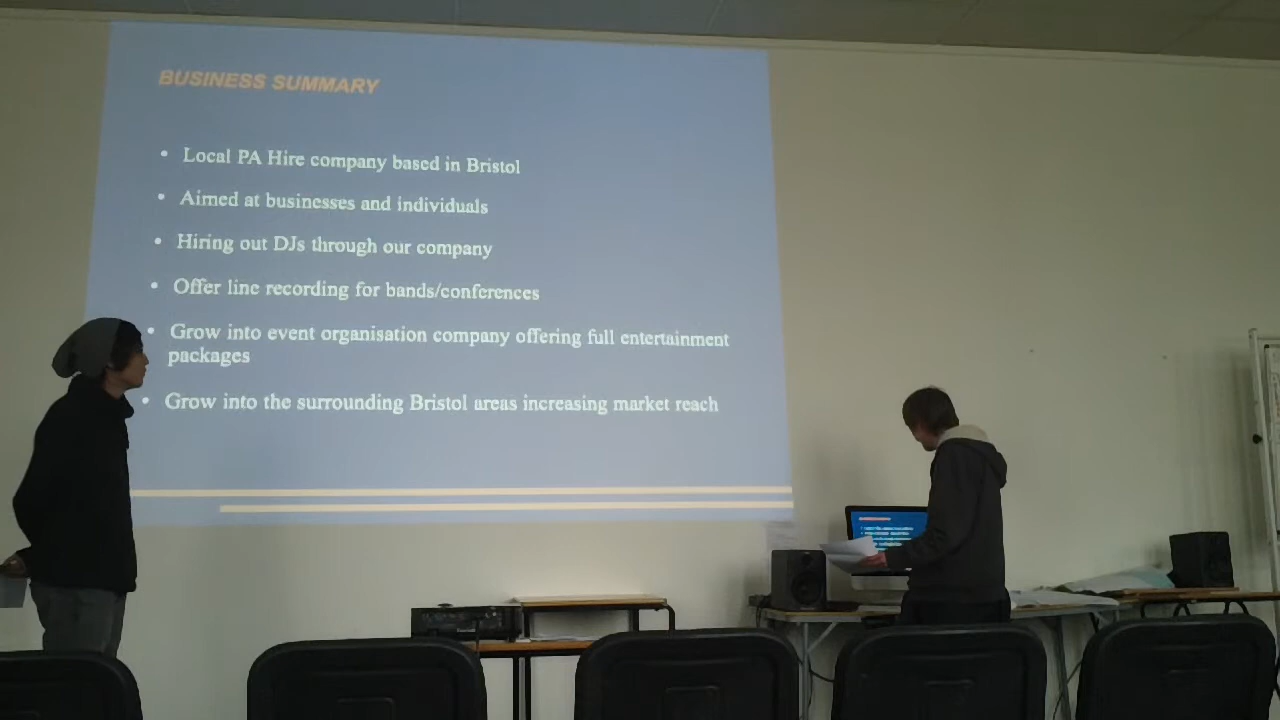 BUSINESS SUMMARY
• Local PA Hire company based in Bristol
• Aimed at businesses and individuals
• Hiring out DJs through our company
• Offer line recording for bands/conferences
• Grow into event organisation company offering full entertainment
packages
• Grow into the surrounding Bristol areas increasing market reach